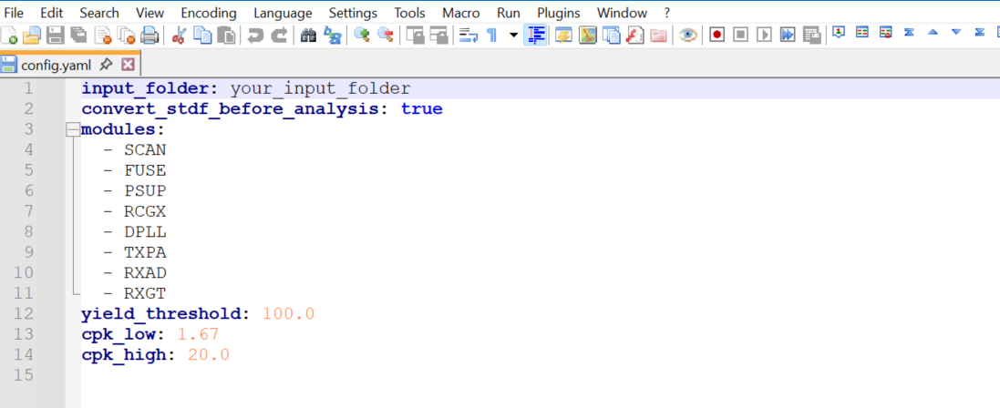 File Edit Search View Encoding Language Settings Tools Macro Run Plugins Window ?
config.yaml
1 input_folder: your_input_folder
2 convert_stdf_before_analysis: true
3 modules:
4 - SCAN
5 - FUSE
6 - PSUP
7 - RCGX
8 - DPLL
9 - TXPA
10 - RXAD
11 - RXGT
12 yield_threshold: 100.0
13 cpk_low: 1.67
14 cpk_high: 20.0
15